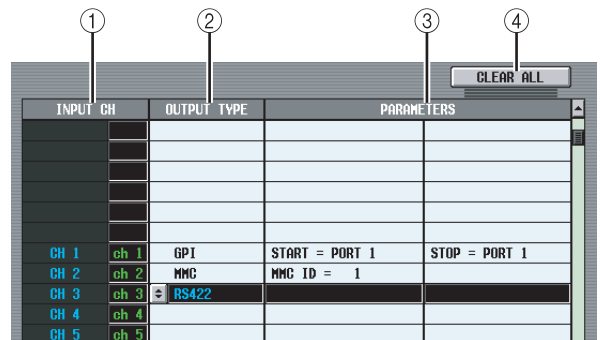 ① ② ③ ④
CLEAR ALL
INPUT CH OUTPUT TYPE PARAMETERS
CH 1 ch 1 GPI START = PORT 1 STOP = PORT 1
CH 2 ch 2 MMC MMC ID = 1
CH 3 ch 3 RS422
CH 4 ch 4
CH 5 ch 5